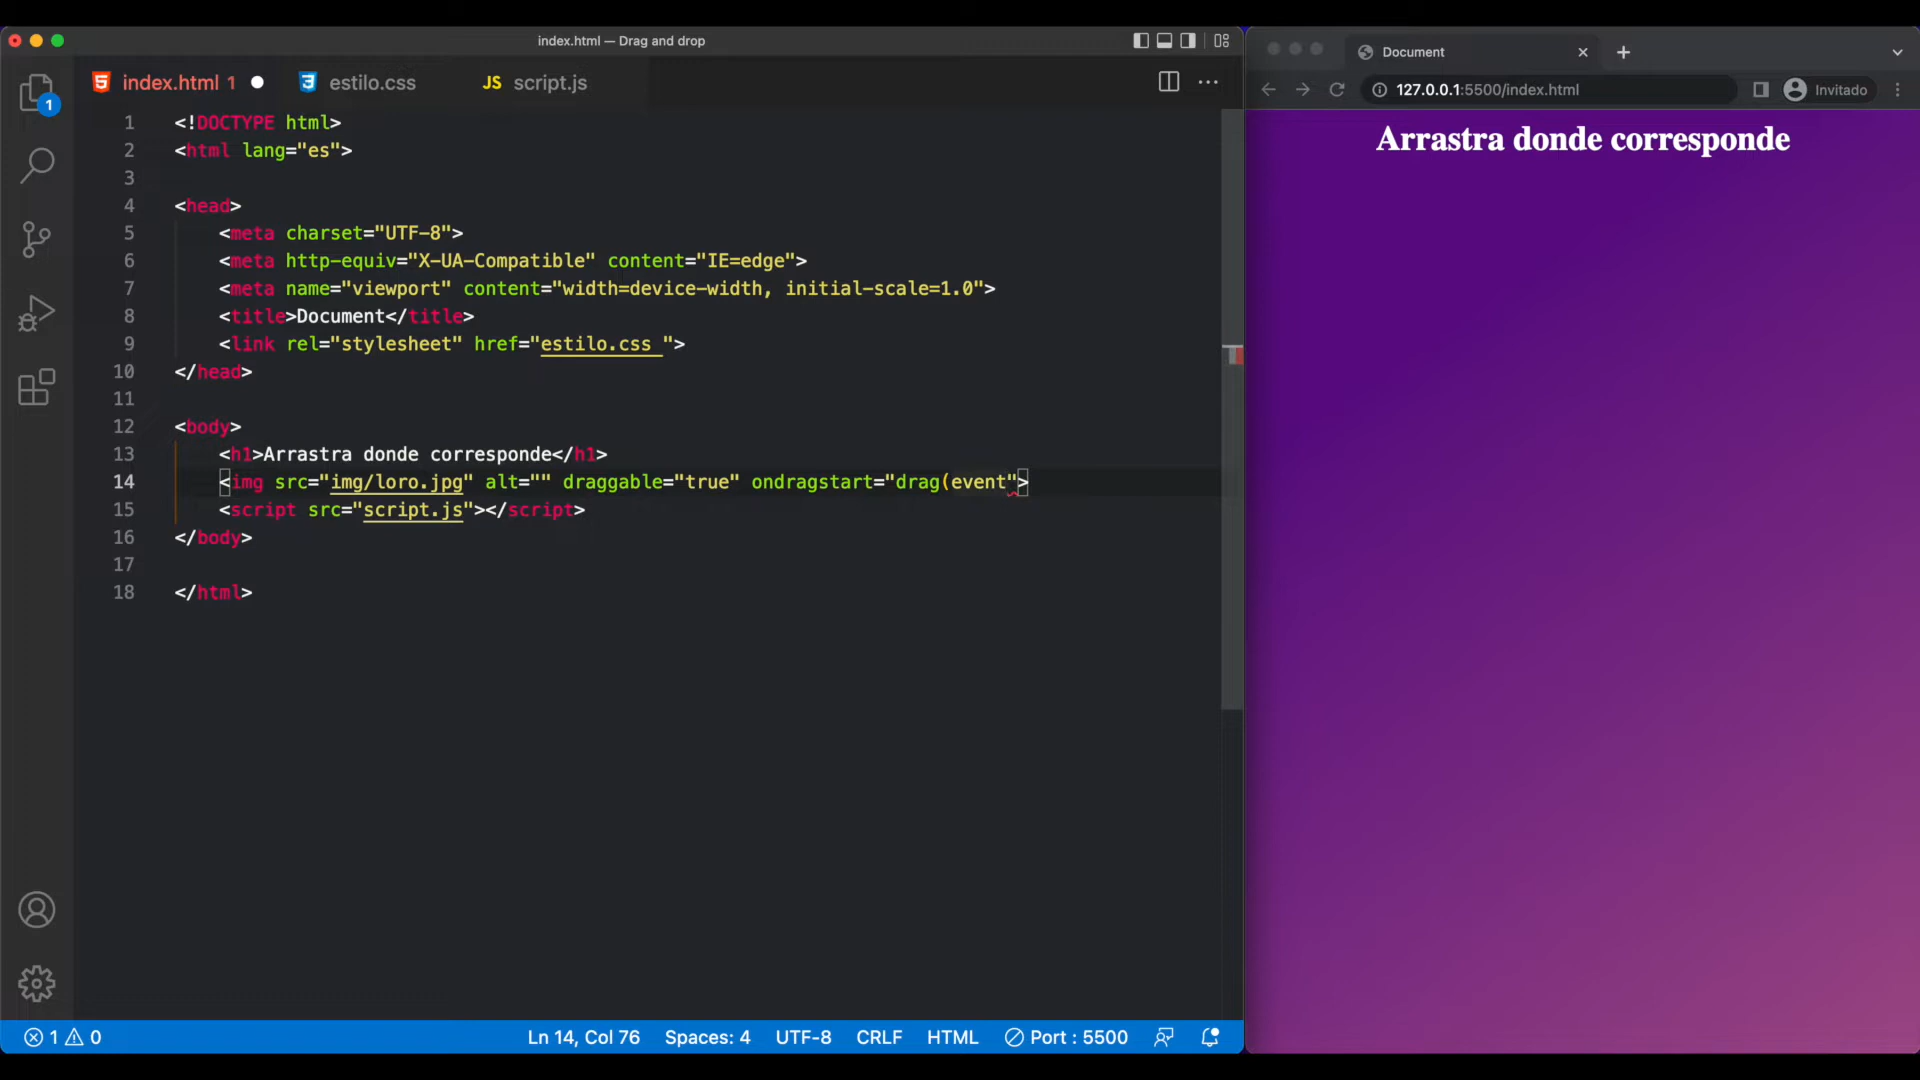 index.html — Drag and drop
index.html 1
estilo.css
JS script.js
1
1 <!DOCTYPE html>
2 <html lang="es">
3
4 <head>
5 <meta charset="UTF-8">
6 <meta http-equiv="X-UA-Compatible" content="IE=edge">
7 <meta name="viewport" content="width=device-width, initial-scale=1.0">
8 <title>Document</title>
9 <link rel="stylesheet" href="estilo.css ">
10 </head>
11
12 <body>
13 <h1>Arrastra donde corresponde</h1>
14 <img src="img/loro.jpg" alt="" draggable="true" ondragstart="drag(event">
15 <script src="script.js"></script>
16 </body>
17
18 </html>
1 0
Ln 14, Col 76
Spaces: 4
UTF-8
CRLF
HTML
Port : 5500
Document
127.0.0.1:5500/index.html
Invitado
Arrastra donde corresponde